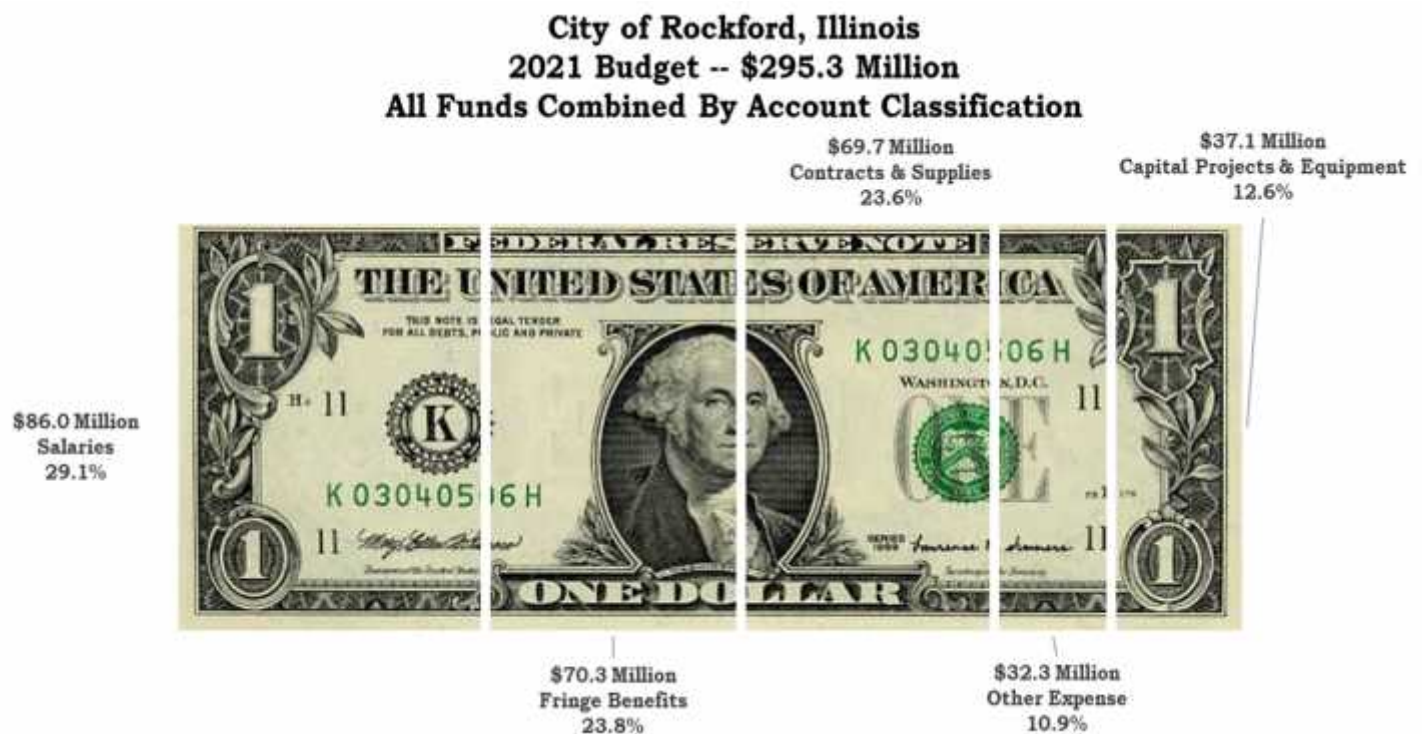 City of Rockford, Illinois
2021 Budget -- $295.3 Million
All Funds Combined By Account Classification
$69.7 Million
Contracts & Supplies
23.6%
$37.1 Million
Capital Projects & Equipment
12.6%
FEDERAL RESERVE NOTE
THE UNITED STATES OF AMERICA
THIS NOTE IS LEGAL TENDER
FOR ALL DEBTS, PUBLIC AND PRIVATE
1
1
K 03040506 H
WASHINGTON, D.C.
11
11
K
ONE
$86.0 Million
Salaries
29.1%
K 03040506 H
11
11
SERIES
1
1
ONE DOLLAR
$70.3 Million
Fringe Benefits
23.8%
$32.3 Million
Other Expense
10.9%